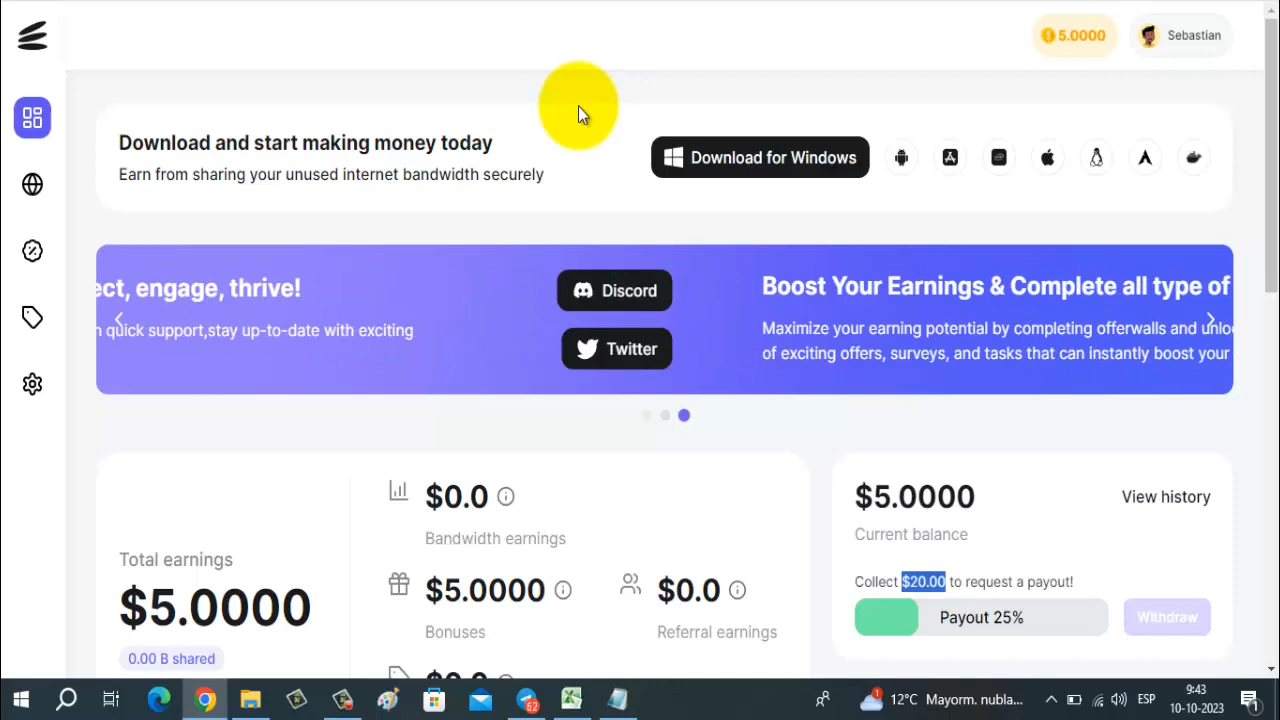 5.0000
Sebastian
Download and start making money today
Earn from sharing your unused internet bandwidth securely
Download for Windows
ect, engage, thrive!
quick support,stay up-to-date with exciting
Discord
Twitter
Boost Your Earnings & Complete all type of
Maximize your earning potential by completing offerwalls and unlo
of exciting offers, surveys, and tasks that can instantly boost your
Total earnings
$5.0000
0.00 B shared
$0.0
Bandwidth earnings
$5.0000
Bonuses
$0.0
Referral earnings
$5.0000
View history
Current balance
Collect $20.00 to request a payout!
Payout 25%
Withdraw
62
1
12°C Mayorm. nubla...
ESP
9:43
10-10-2023
1